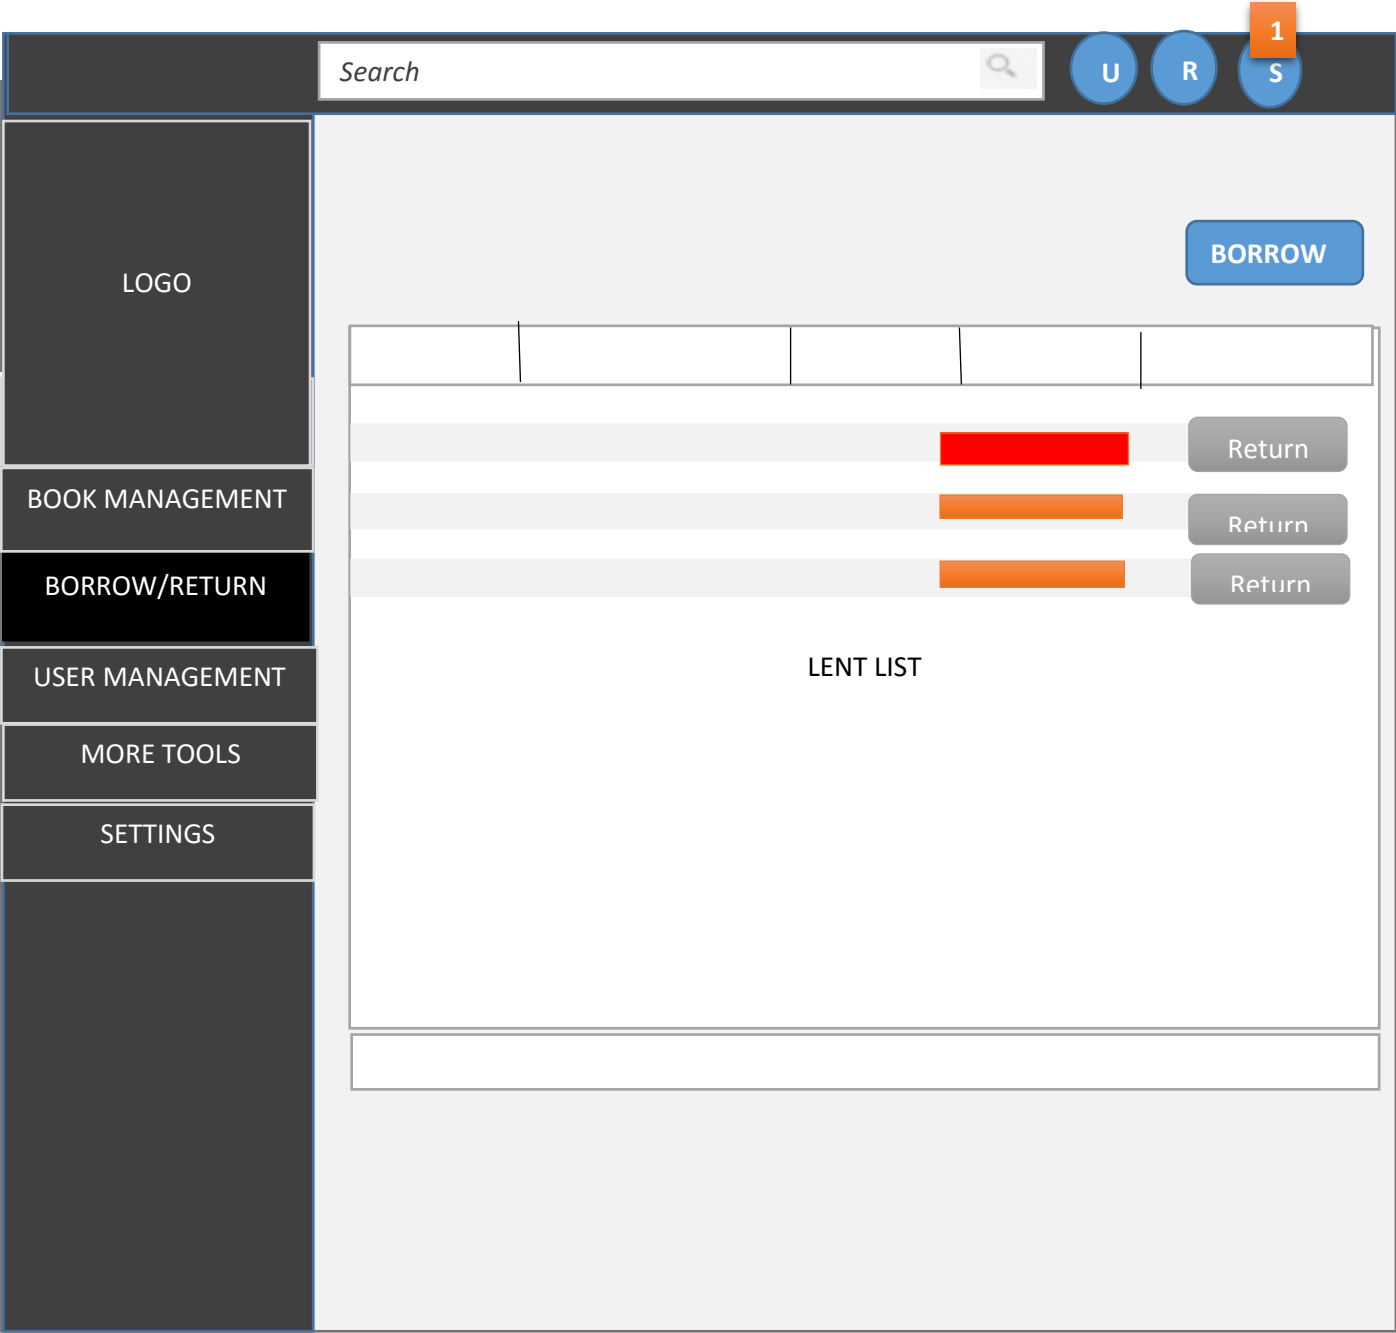 1
Search
U
R
S
LOGO
BORROW
Return
BOOK MANAGEMENT
Return
BORROW/RETURN
Return
LENT LIST
USER MANAGEMENT
MORE TOOLS
SETTINGS